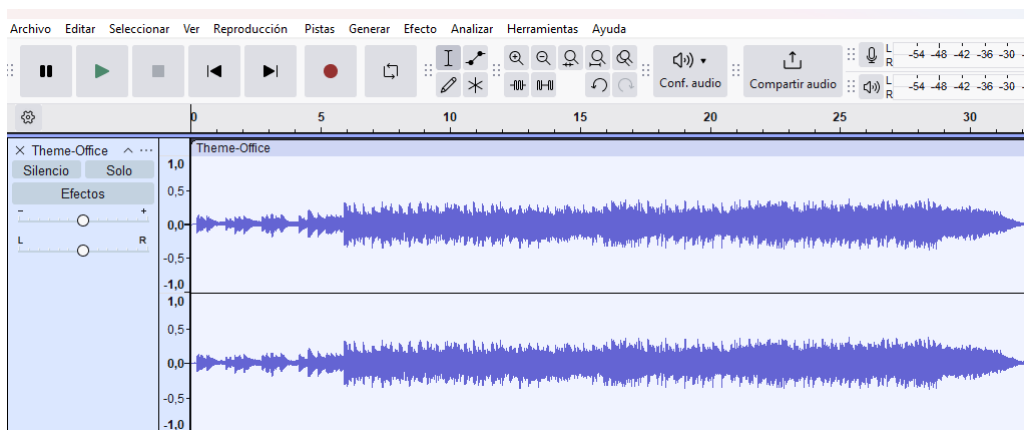 Archivo Editar Seleccionar Ver Reproducción Pistas Generar Efecto Analizar Herramientas Ayuda
Conf. audio
Compartir audio
L
R
-54 -48 -42 -36 -30
L
R
-54 -48 -42 -36 -30
0 5 10 15 20 25 30
Theme-Office
Theme-Office
Silencio Solo
Efectos
- +
L R
1,0
0,5
0,0
-0,5
-1,0
1,0
0,5
0,0
-0,5
-1,0